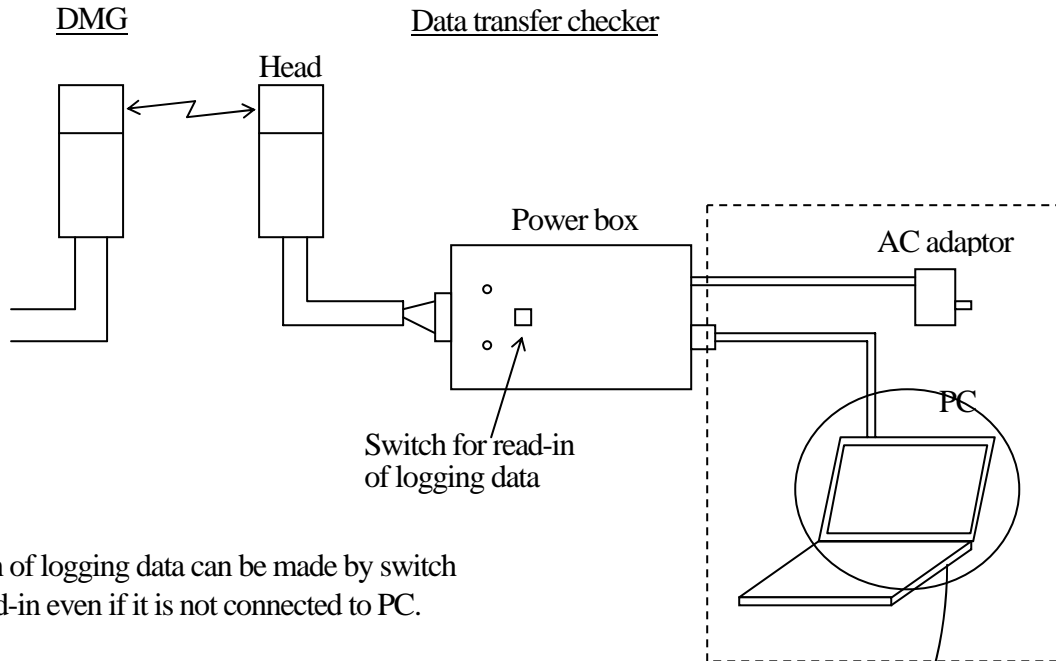 DMG
Data transfer checker
Head
Power box
AC adaptor
PC
Switch for read-in
of logging data
of logging data can be made by switch
even if it is not connected to PC.